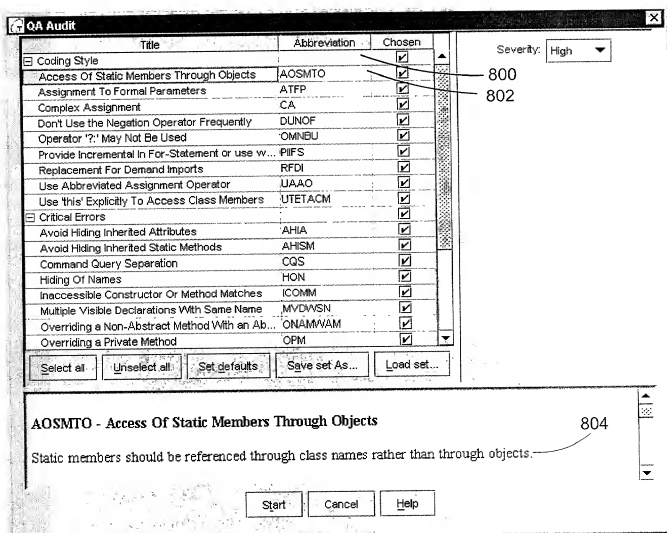 QA Audit
Title Abbreviation Chosen
Severity: High
Coding Style
800
Access Of Static Members Through Objects AOSMTO
802
Assignment To Formal Parameters ATFP
Complex Assignment CA
Don't Use the Negation Operator Frequently DUNOF
Operator '?:' May Not Be Used OMNBU
Provide Incremental In For-Statement or use w... PIIFS
Replacement For Demand Imports RFDI
Use Abbreviated Assignment Operator UAAO
Use 'this' Explicitly To Access Class Members UTETACM
Critical Errors
Avoid Hiding Inherited Attributes AHIA
Avoid Hiding Inherited Static Methods AHISM
Command Query Separation CQS
Hiding Of Names HON
Inaccessible Constructor Or Method Matches ICOMM
Multiple Visible Declarations With Same Name MVDWSN
Overriding a Non-Abstract Method With an Ab... ONAMWAM
Overriding a Private Method OPM
Select all Unselect all Set defaults Save set As... Load set...
AOSMTO - Access Of Static Members Through Objects
804
Static members should be referenced through class names rather than through objects.
Start Cancel Help